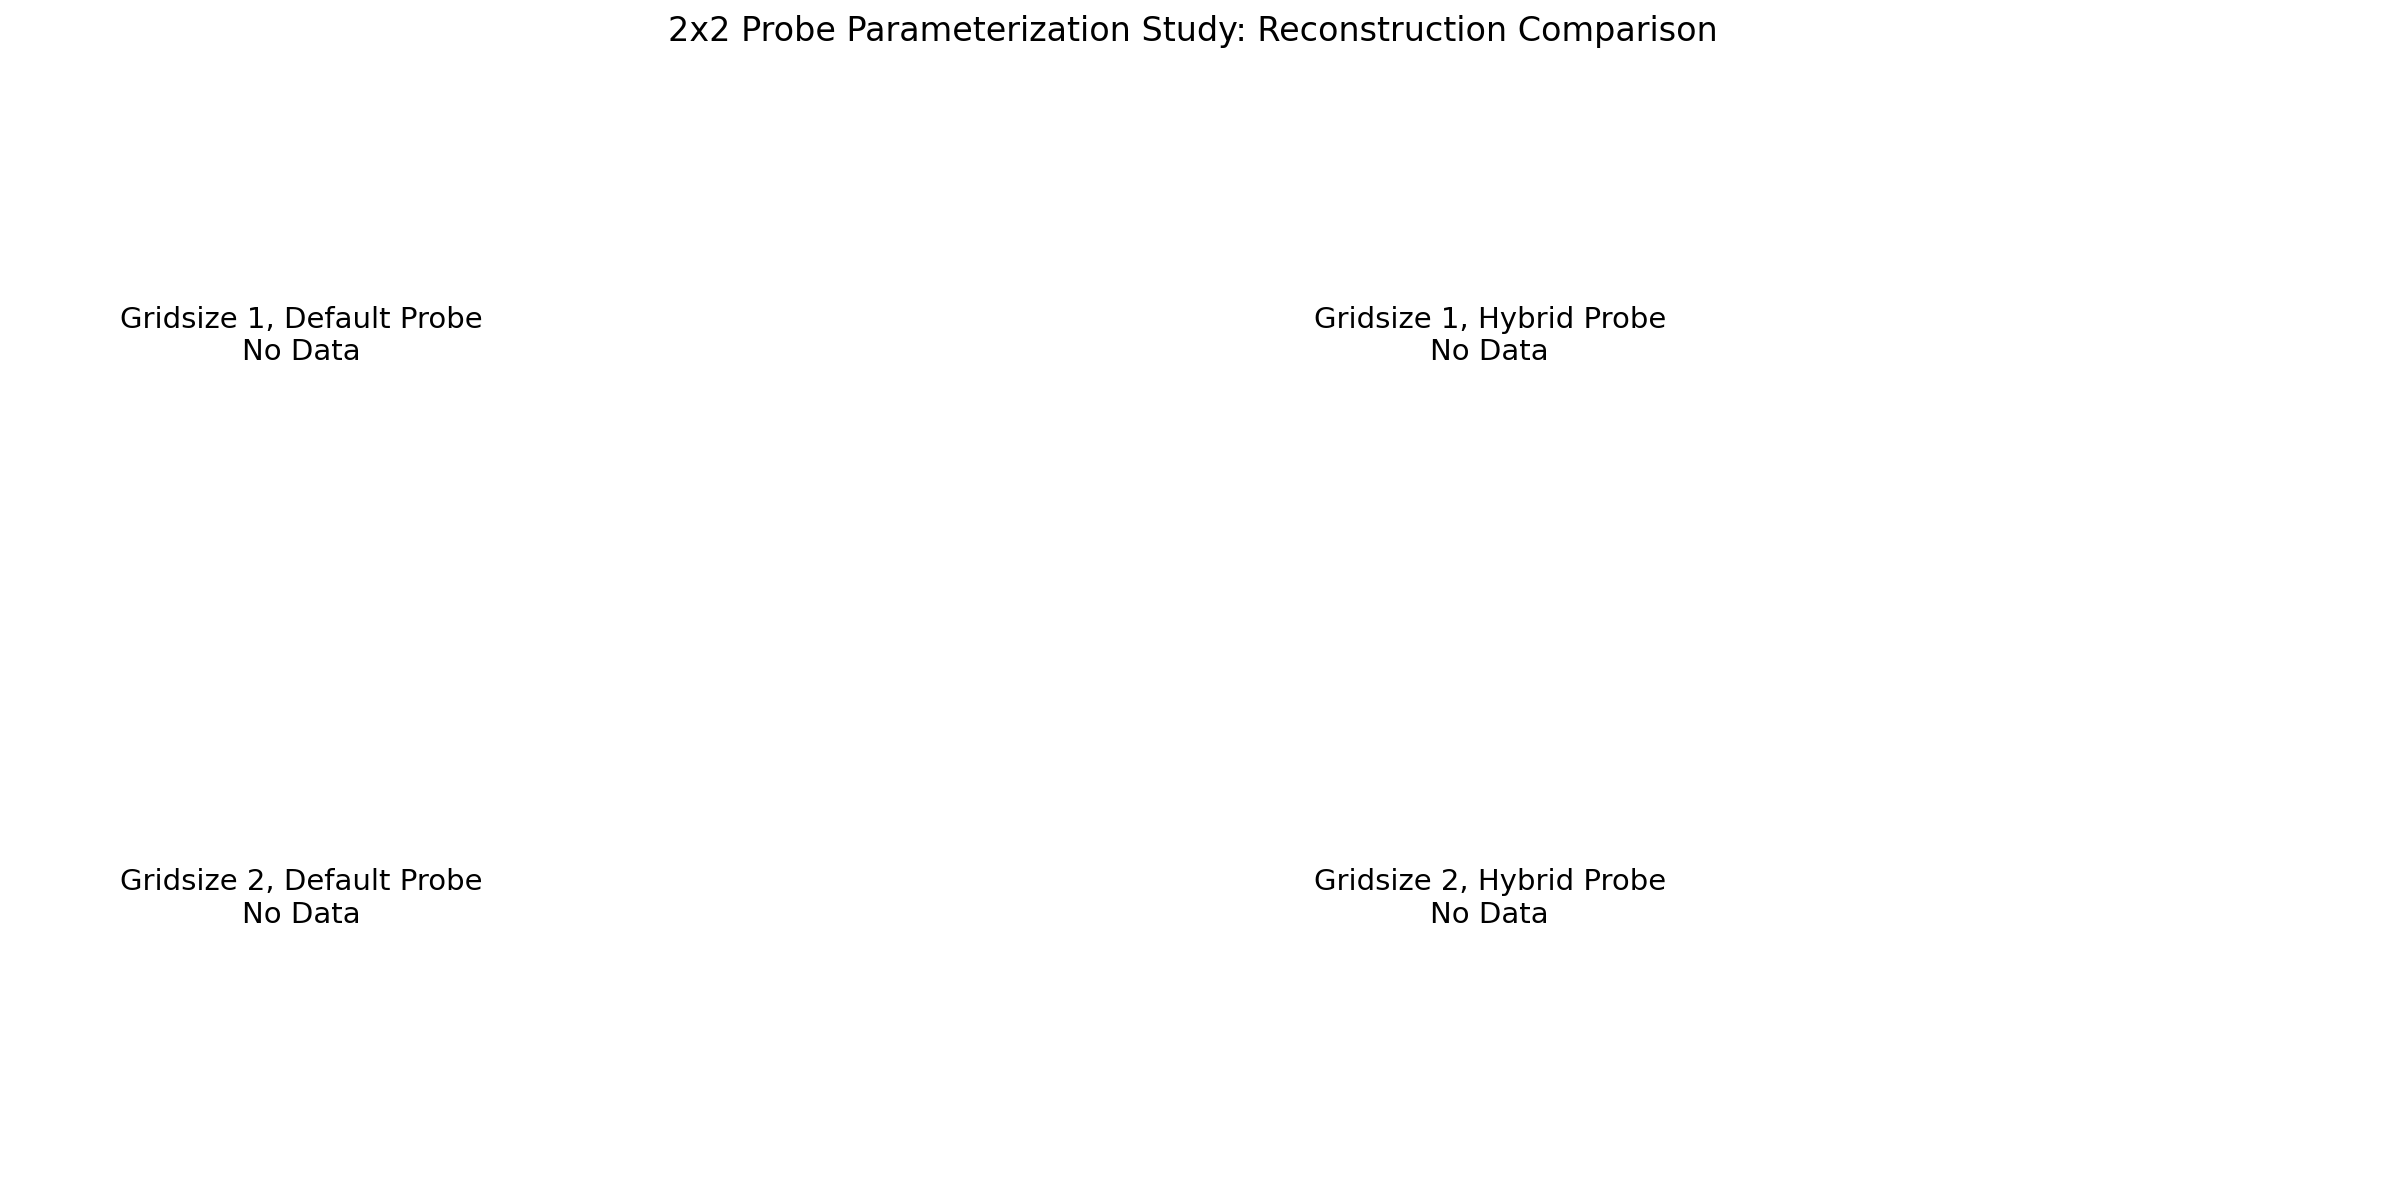 2x2 Probe Parameterization Study: Reconstruction Comparison
Gridsize 1, Default Probe
No Data
Gridsize 1, Hybrid Probe
No Data
Gridsize 2, Default Probe
No Data
Gridsize 2, Hybrid Probe
No Data